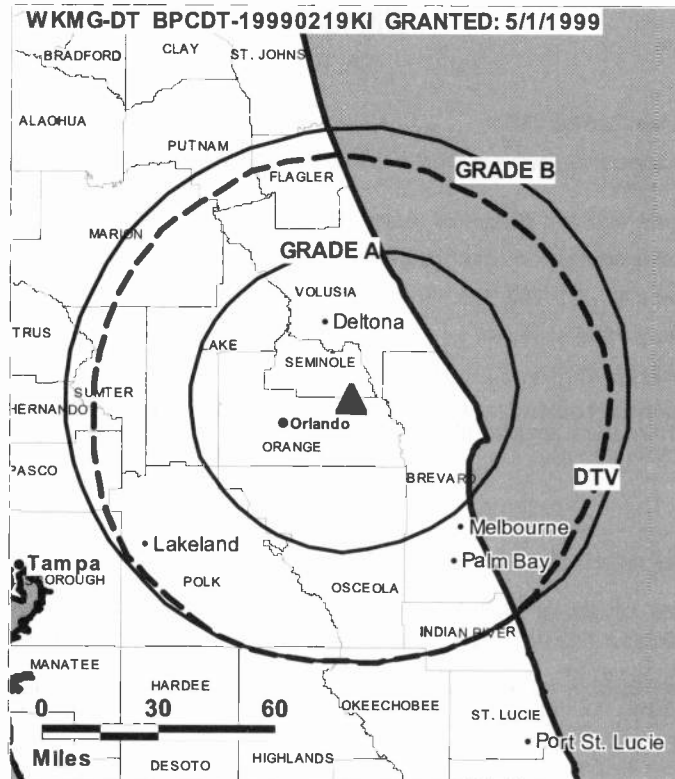 WKMG-DT BPCDT-19990219KI GRANTED: 5/1/1999
CLAY
BRADFORD
ST. JOHNS
ALAOHUA
PUTNAM
GRADE B
FLAGLER
MARION
GRADE A
VOLUSIA
Deltona
TRUS
LAKE
SEMINOLE
SUMTER
HERNANDO
Orlando
ORANGE
PASCO
BREVARD
DTV
Melbourne
Lakeland
Palm Bay
Tampa
SBOROUGH
POLK
OSCEOLA
INDIAN RIVER
MANATEE
HARDEE
0 30 60
OKEECHOBEE
ST. LUCIE
Miles
Port St. Lucie
DESOTO
HIGHLANDS